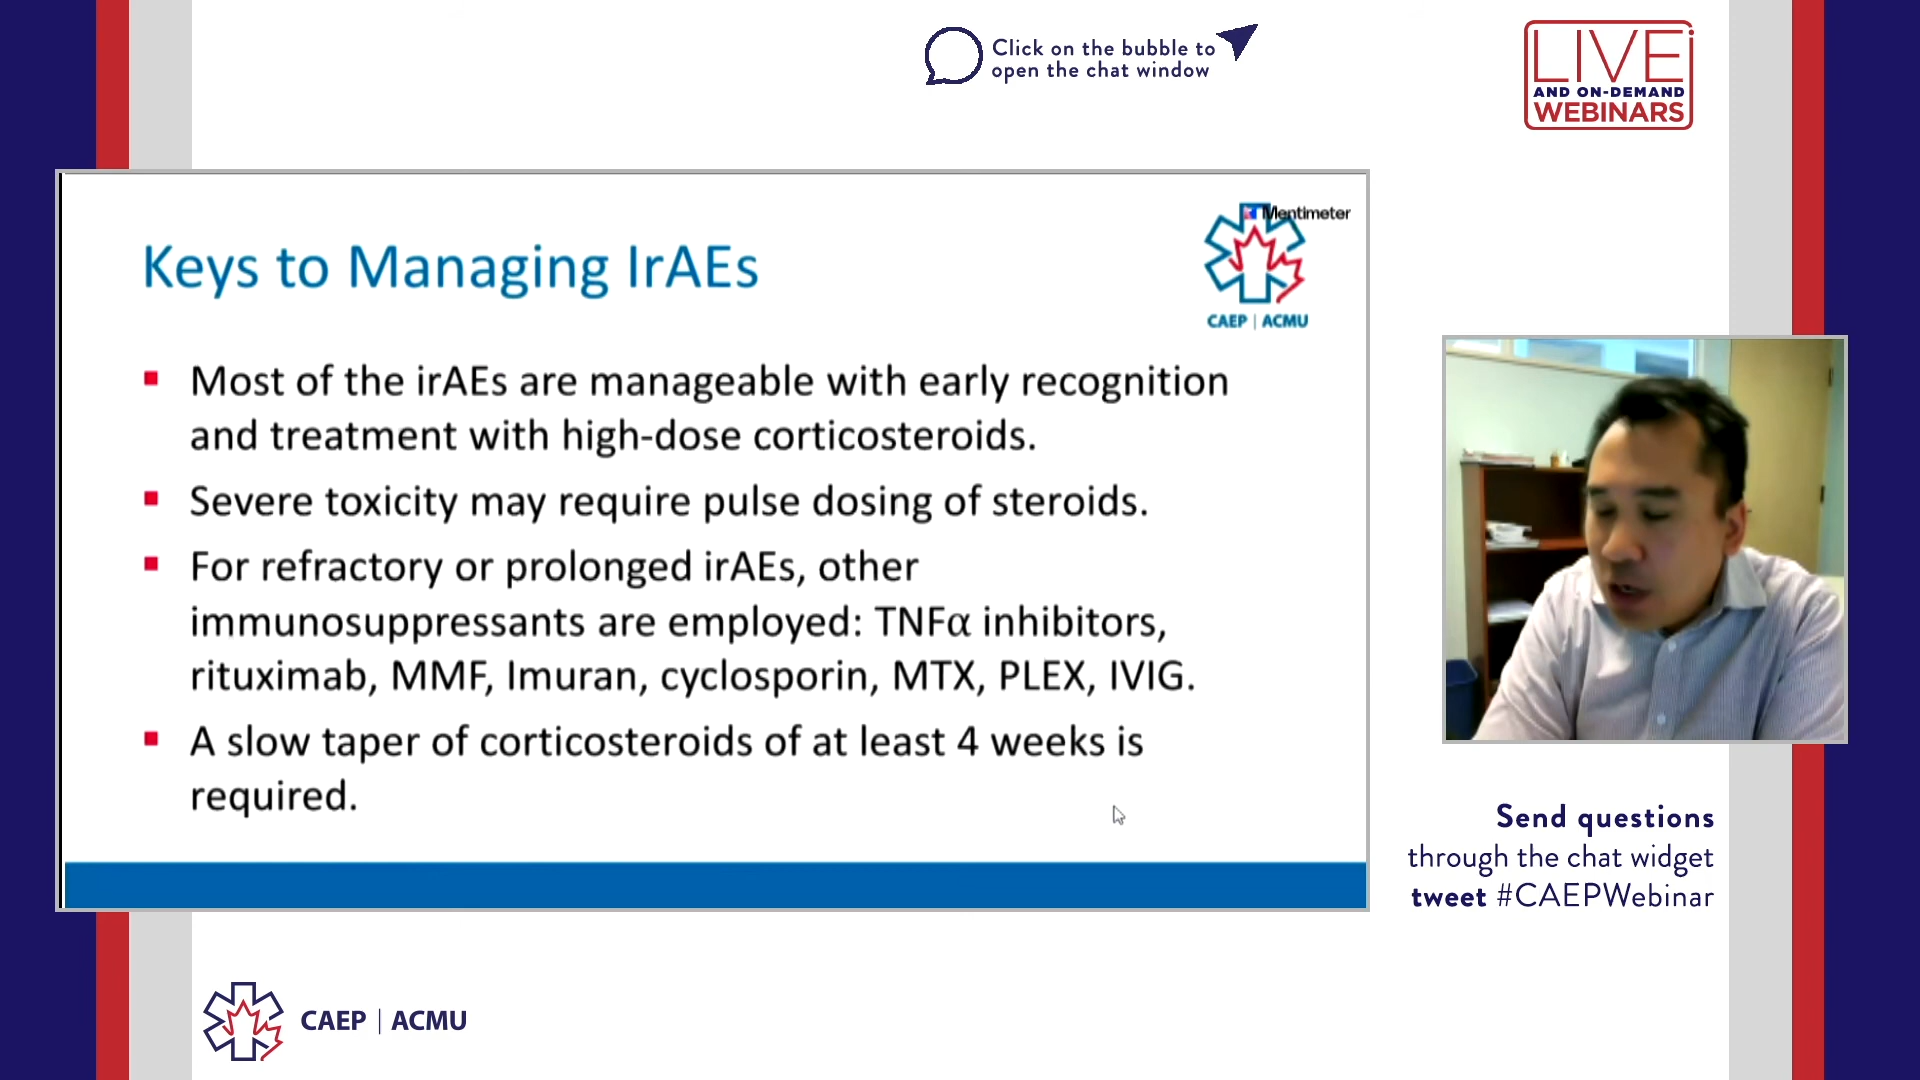 Click on the bubble to
open the chat window
LIVE
AND ON-DEMAND
WEBINARS
Mentimeter
CAEP | ACMU
Keys to Managing IrAEs
Most of the irAEs are manageable with early recognition
and treatment with high-dose corticosteroids.
Severe toxicity may require pulse dosing of steroids.
For refractory or prolonged irAEs, other
immunosuppressants are employed: TNFα inhibitors,
rituximab, MMF, Imuran, cyclosporin, MTX, PLEX, IVIG.
A slow taper of corticosteroids of at least 4 weeks is
required.
Send questions
through the chat widget
tweet #CAEPWebinar
CAEP | ACMU